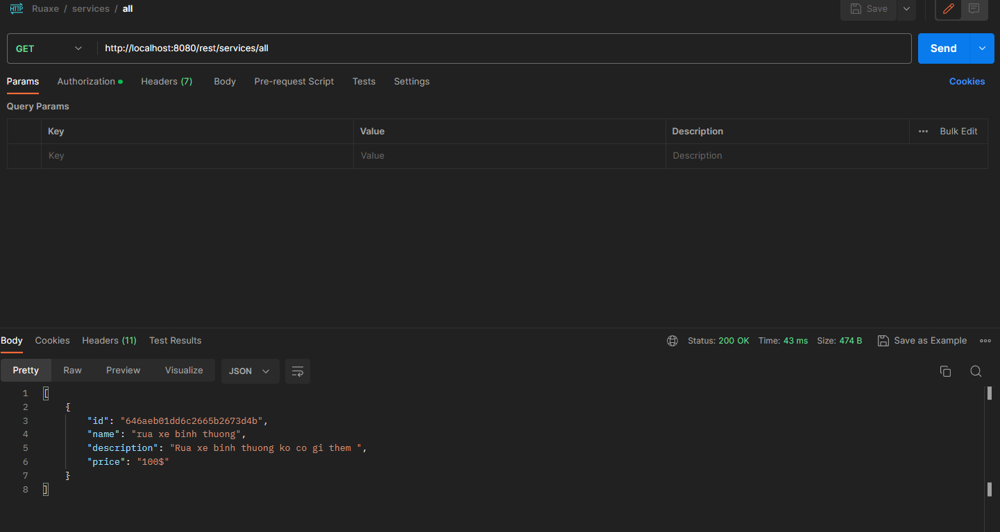 HTTP Ruaxe / services / all Save
GET http://localhost:8080/rest/services/all Send
Params Authorization Headers (7) Body Pre-request Script Tests Settings Cookies
Query Params
Key Value Description Bulk Edit
Key Value Description
Body Cookies Headers (11) Test Results Status: 200 OK Time: 43 ms Size: 474 B Save as Example
Pretty Raw Preview Visualize JSON
1 [
2 {
3 "id": "646aeb01dd6c2665b2673d4b",
4 "name": "rua xe binh thuong",
5 "description": "Rua xe binh thuong ko co gi them ",
6 "price": "100$"
7 }
8 ]